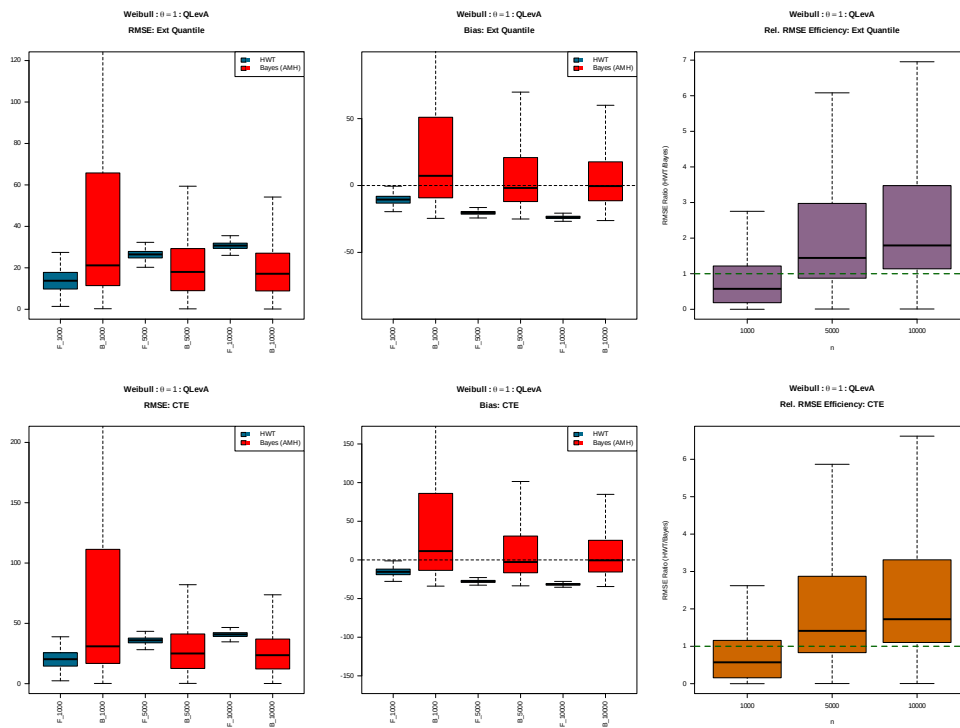 Weibull : θ = 1 : QLevA
RMSE: Ext Quantile
120
100
80
60
40
20
0
HWT
Bayes (AMH)
F_1000
B_1000
F_5000
B_5000
F_10000
B_10000
Weibull : θ = 1 : QLevA
Bias: Ext Quantile
50
0
-50
HWT
Bayes (AMH)
F_1000
B_1000
F_5000
B_5000
F_10000
B_10000
Weibull : θ = 1 : QLevA
Rel. RMSE Efficiency: Ext Quantile
RMSE Ratio (HWT/Bayes)
7
6
5
4
3
2
1
0
1000
5000
10000
n
Weibull : θ = 1 : QLevA
RMSE: CTE
200
150
100
50
0
HWT
Bayes (AMH)
F_1000
B_1000
F_5000
B_5000
F_10000
B_10000
Weibull : θ = 1 : QLevA
Bias: CTE
150
100
50
0
-50
-100
-150
HWT
Bayes (AMH)
F_1000
B_1000
F_5000
B_5000
F_10000
B_10000
Weibull : θ = 1 : QLevA
Rel. RMSE Efficiency: CTE
RMSE Ratio (HWT/Bayes)
6
5
4
3
2
1
0
1000
5000
10000
n